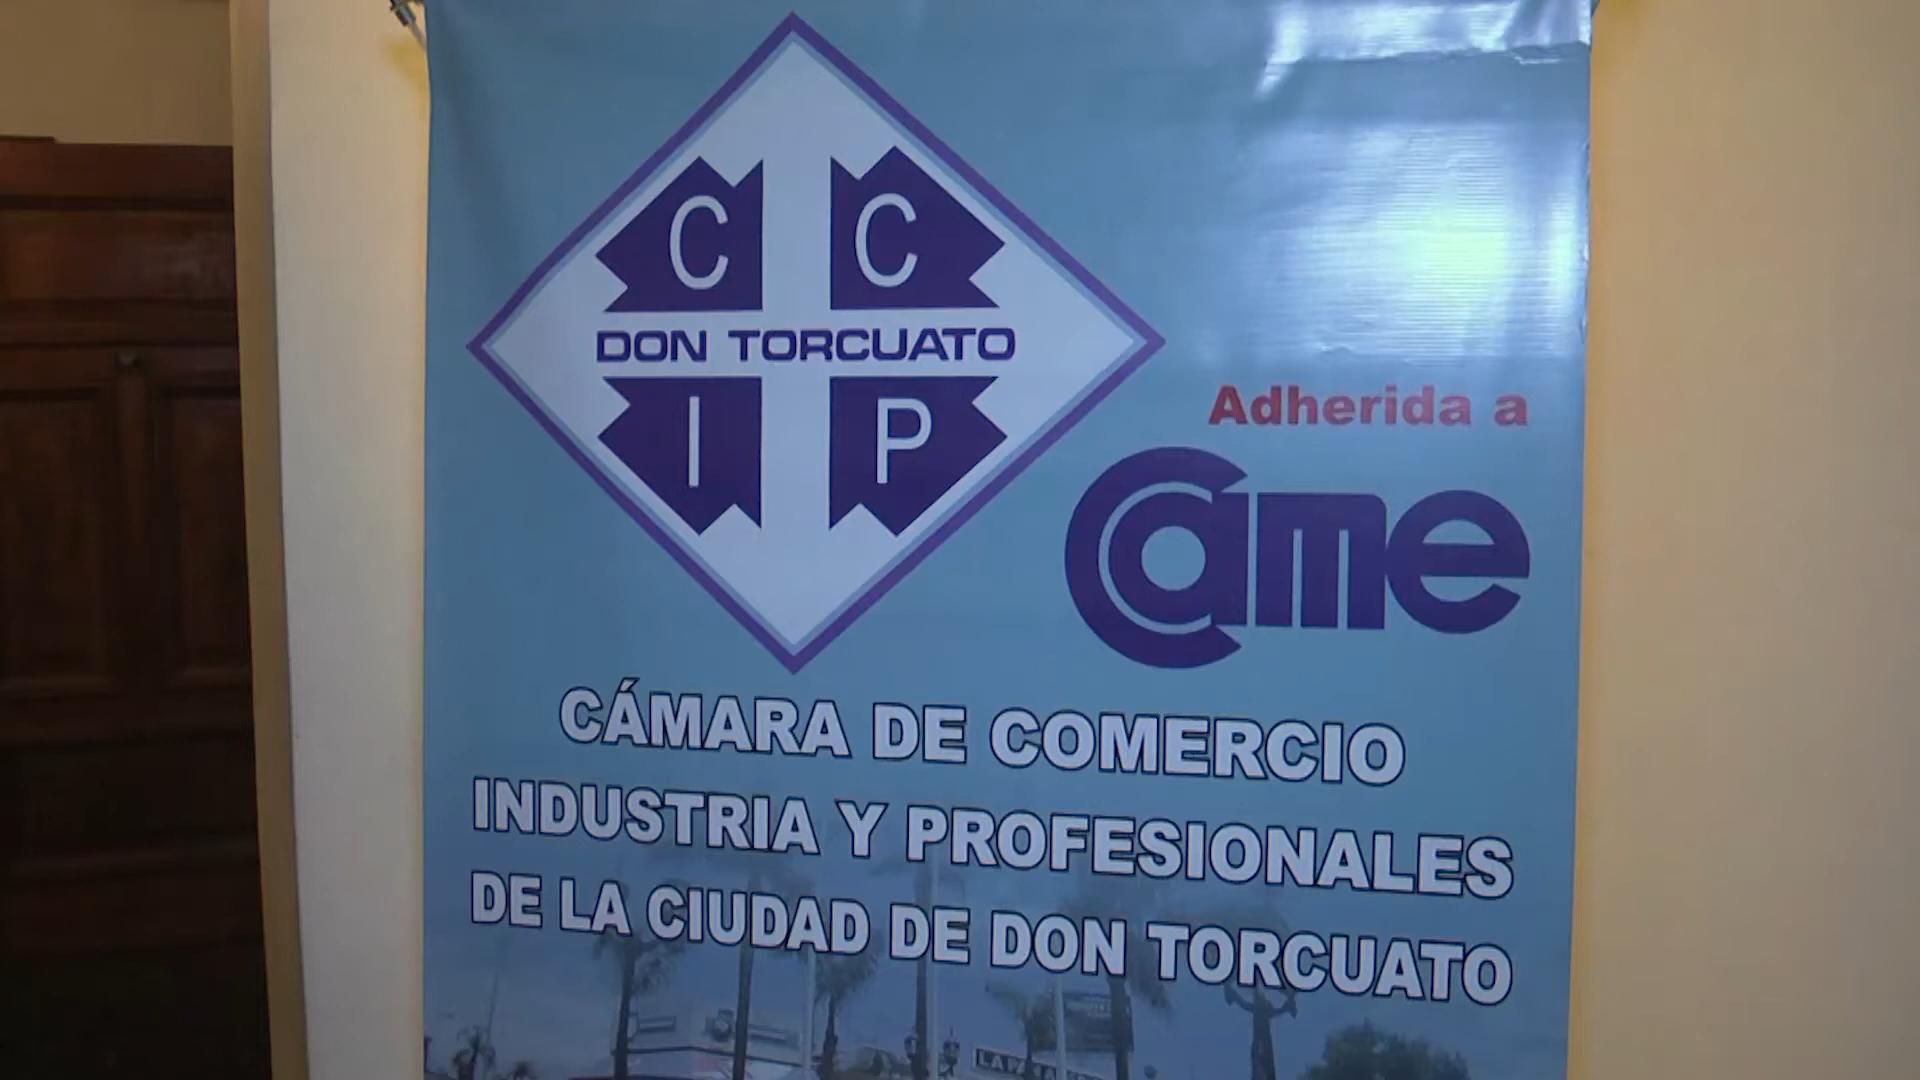 C C
DON TORCUATO
I P
Adherida a
Came
CÁMARA DE COMERCIO
INDUSTRIA Y PROFESIONALES
DE LA CIUDAD DE DON TORCUATO